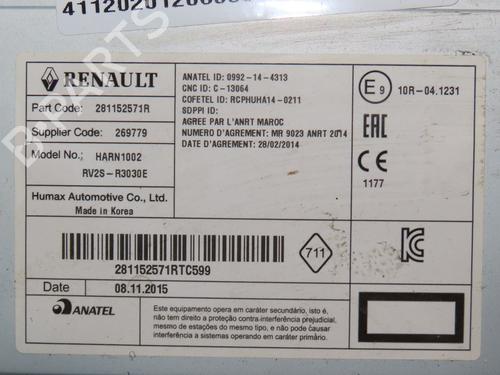 RENAULT
Part Code: 281152571R
Supplier Code: 269779
Model No.: HARN1002
RV2S-R3030E
Humax Automotive Co., Ltd.
Made in Korea
ANATEL ID: 0992-14-4313
CNC ID: C-13064
COFETEL ID: RCPHUHA14-0211
SDPPI ID:
AGREE PAR L'ANRT MAROC
NUMERO D'AGREMENT: MR 9023 ANRT 2014
DATE D'AGREMENT: 28/02/2014
E9 10R-04.1231
EAC
CE
1177
281152571RTC599
711
Date 08.11.2015
ANATEL
Este equipamento opera em caráter secundário, isto é,
não tem direito a proteção contra-interferência prejudicial,
mesmo de estações do mesmo tipo, e não pode causar
interferência a sistemas operando em caráter primário.